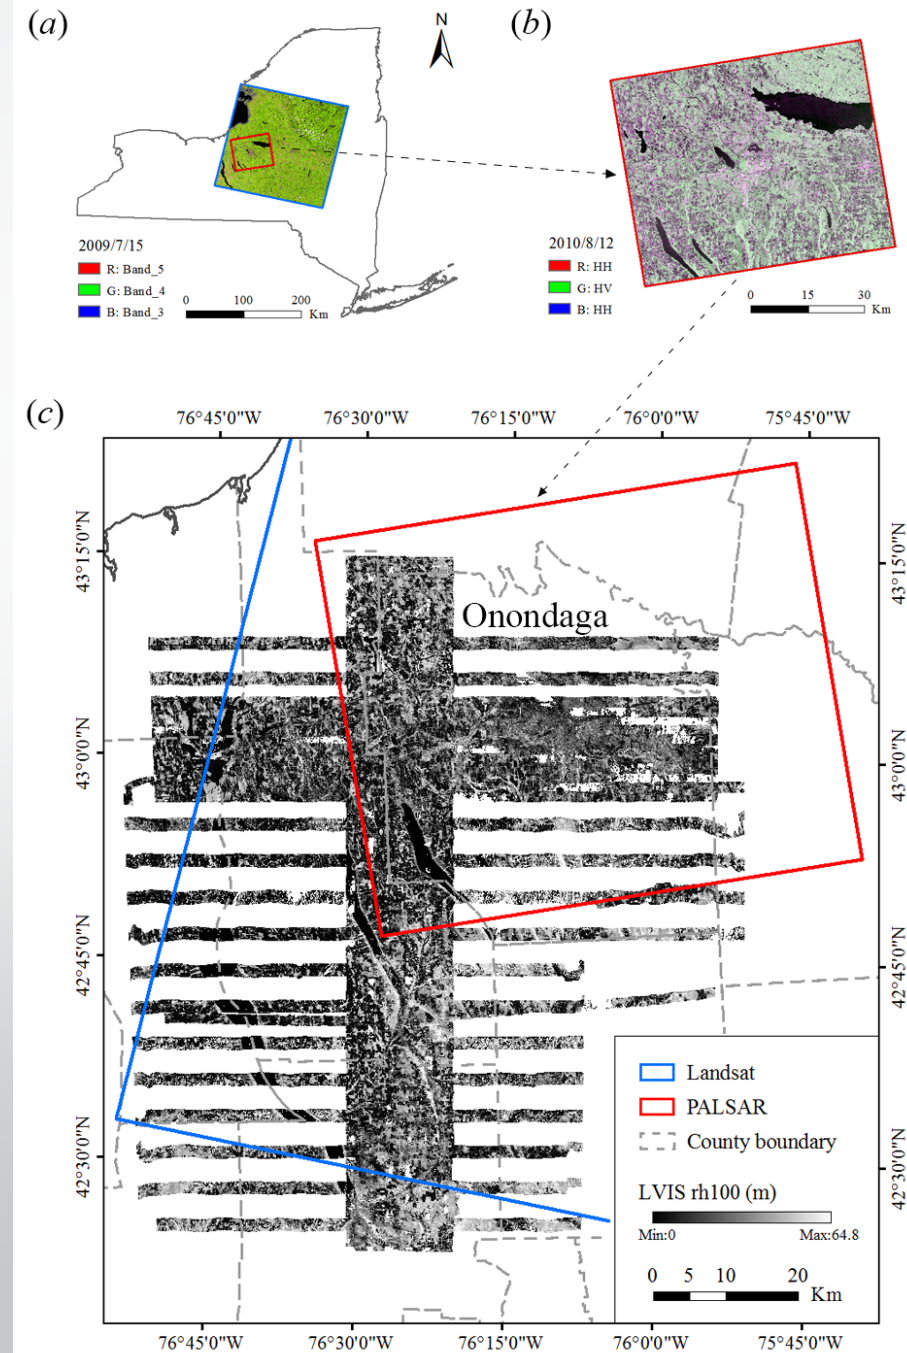 (a)
N
(b)
2009/7/15
R: Band_5
G: Band_4
B: Band_3
0 100 200
Km
2010/8/12
R: HH
G: HV
B: HH
0 15 30
Km
(c)
76°45'0"W 76°30'0"W 76°15'0"W 76°0'0"W 75°45'0"W
43°15'0"N
43°15'0"N
Onondaga
43°0'0"N
43°0'0"N
42°45'0"N
42°45'0"N
42°30'0"N
42°30'0"N
Landsat
PALSAR
County boundary
LVIS rh100 (m)
Min:0 Max:64.8
0 5 10 20
Km
76°45'0"W 76°30'0"W 76°15'0"W 76°0'0"W 75°45'0"W